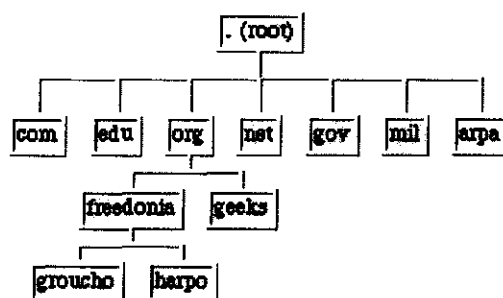 . (root)
com edu org net gov mil arpa
freedonia geeks
groucho harpo